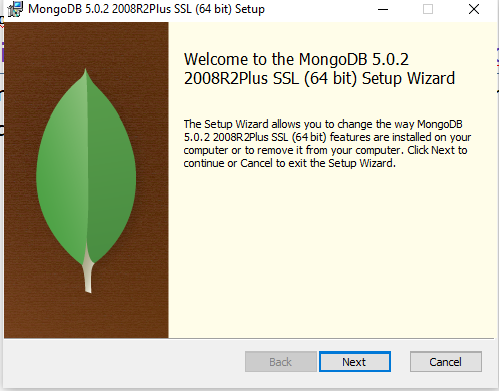 MongoDB 5.0.2 2008R2Plus SSL (64 bit) Setup
Welcome to the MongoDB 5.0.2
2008R2Plus SSL (64 bit) Setup Wizard
The Setup Wizard allows you to change the way MongoDB
5.0.2 2008R2Plus SSL (64 bit) features are installed on your
computer or to remove it from your computer. Click Next to
continue or Cancel to exit the Setup Wizard.
Back Next Cancel